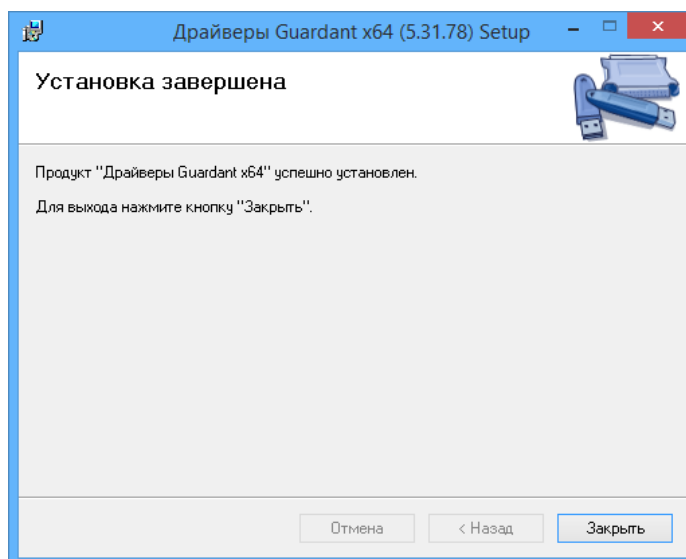 Драйверы Guardant x64 (5.31.78) Setup
Установка завершена
Продукт "Драйверы Guardant x64" успешно установлен.
Для выхода нажмите кнопку "Закрыть".
Отмена < Назад Закрыть